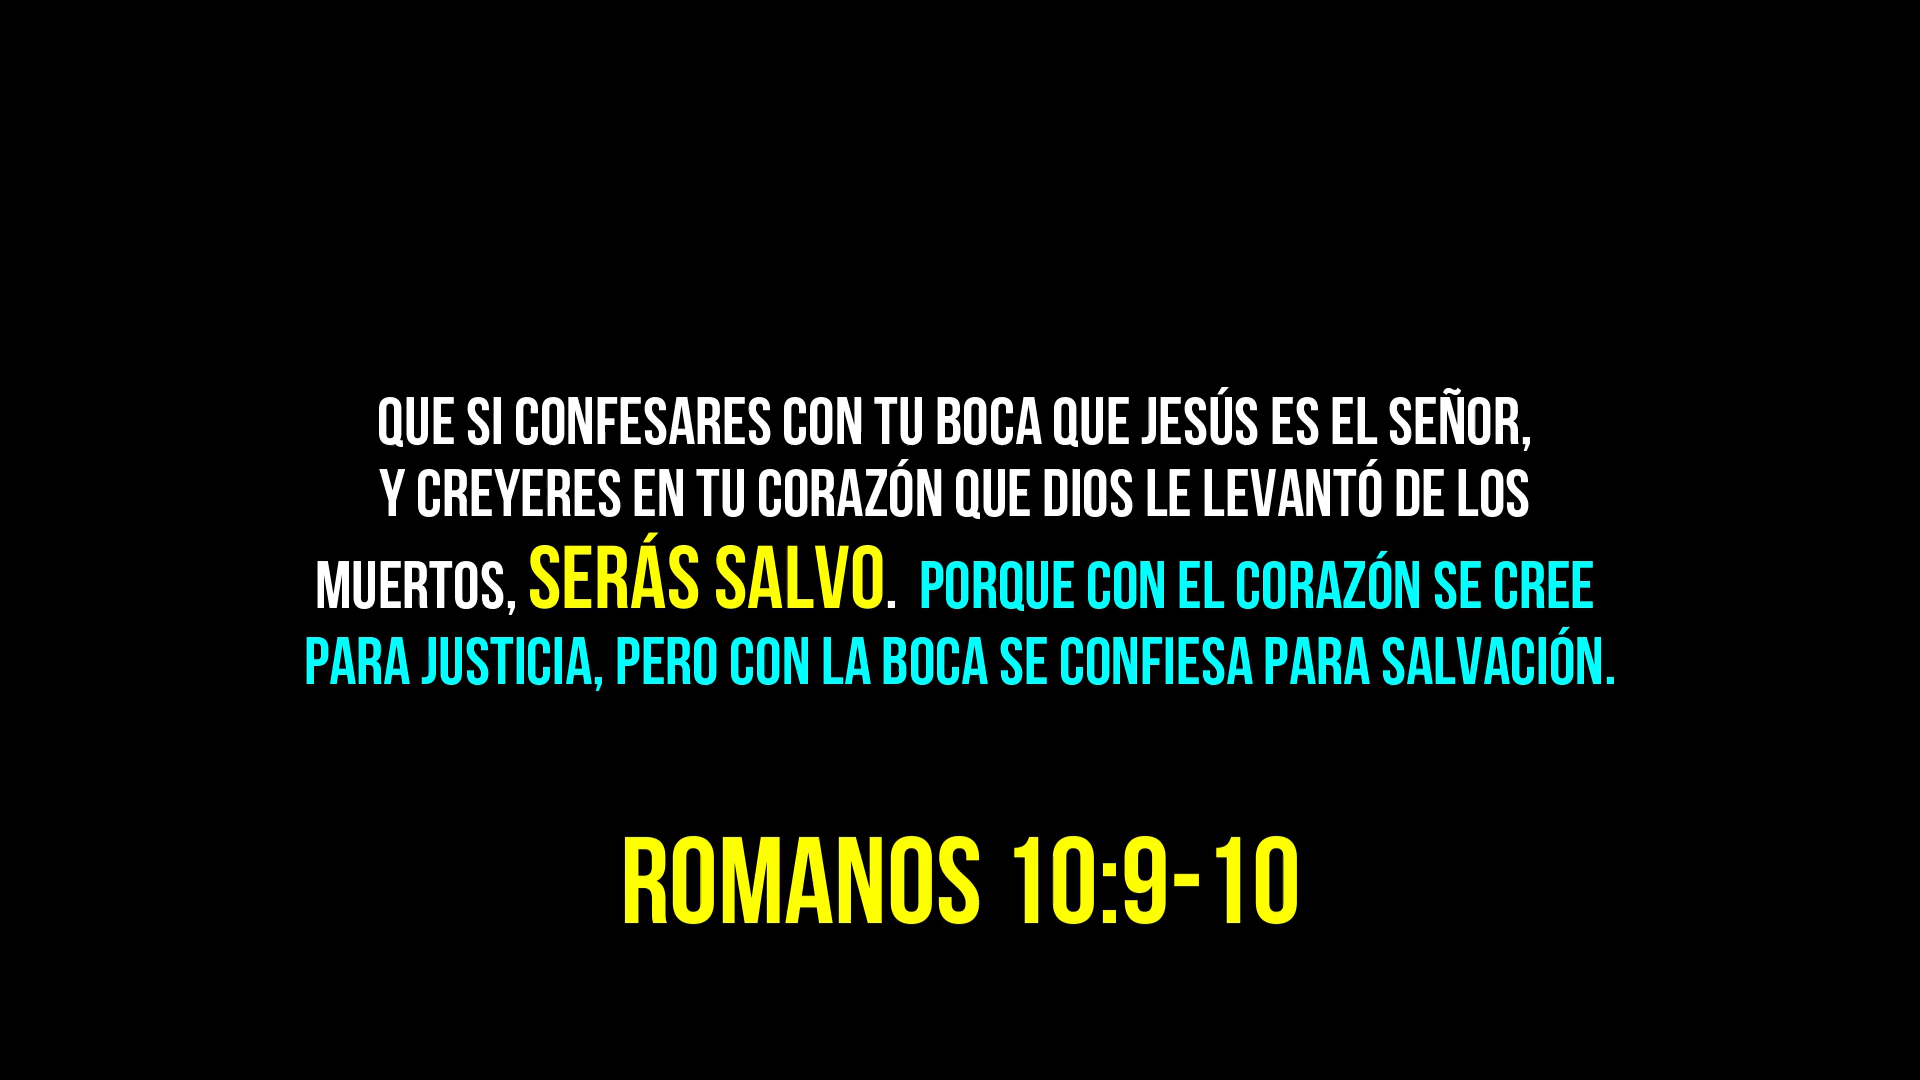 QUE SI CONFESARES CON TU BOCA QUE JESÚS ES EL SEÑOR,
Y CREYERES EN TU CORAZÓN QUE DIOS LE LEVANTÓ DE LOS
MUERTOS, SERÁS SALVO. PORQUE CON EL CORAZÓN SE CREE
PARA JUSTICIA, PERO CON LA BOCA SE CONFIESA PARA SALVACIÓN.
ROMANOS 10:9-10